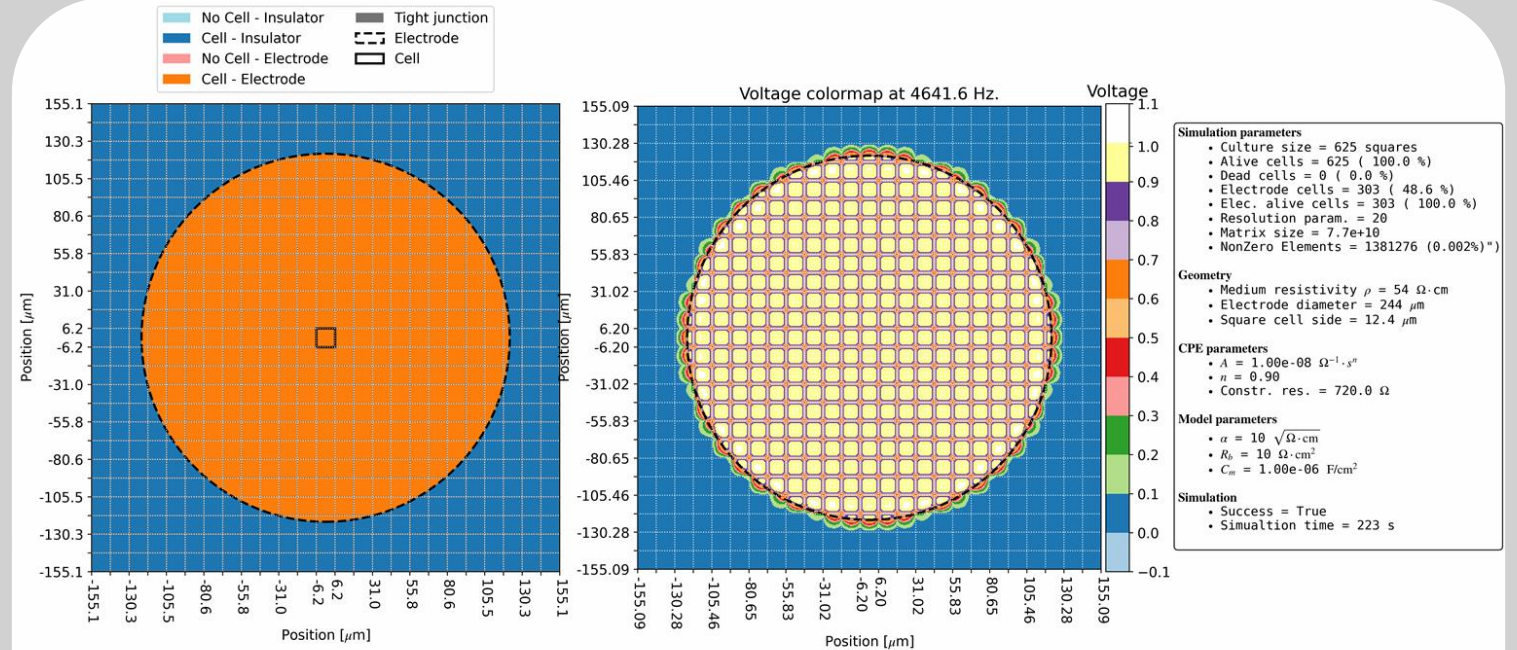 No Cell - Insulator
Cell - Insulator
No Cell - Electrode
Cell - Electrode
Tight junction
Electrode
Cell
155.1
130.3
105.5
80.6
55.8
31.0
6.2
-6.2
-31.0
-55.8
-80.6
-105.5
-130.3
-155.1
Position [μm]
-155.1
-130.3
-105.5
-80.6
-55.8
-31.0
-6.2
6.2
31.0
55.8
80.6
105.5
130.3
155.1
Position [μm]
Voltage colormap at 4641.6 Hz.
155.09
130.28
105.46
80.65
55.83
31.02
6.20
-6.20
-31.02
-55.83
-80.65
-105.46
-130.28
-155.09
Position [μm]
-155.09
-130.28
-105.46
-80.65
-55.83
-31.02
-6.20
6.20
31.02
55.83
80.65
105.46
130.28
155.09
Position [μm]
Voltage
1.1
1.0
0.9
0.8
0.7
0.6
0.5
0.4
0.3
0.2
0.1
0.0
−0.1
Simulation parameters
• Culture size = 625 squares
• Alive cells = 625 ( 100.0 %)
• Dead cells = 0 ( 0.0 %)
• Electrode cells = 303 ( 48.6 %)
• Elec. alive cells = 303 ( 100.0 %)
• Resolution param. = 20
• Matrix size = 7.7e+10
• NonZero Elements = 1381276 (0.002%)")
Geometry
• Medium resistivity ρ = 54 Ω·cm
• Electrode diameter = 244 μm
• Square cell side = 12.4 μm
CPE parameters
• A = 1.00e-08 Ω⁻¹·sⁿ
• n = 0.90
• Constr. res. = 720.0 Ω
Model parameters
• α = 10 √Ω·cm
• R_b = 10 Ω·cm²
• C_m = 1.00e-06 F/cm²
Simulation
• Success = True
• Simualtion time = 223 s